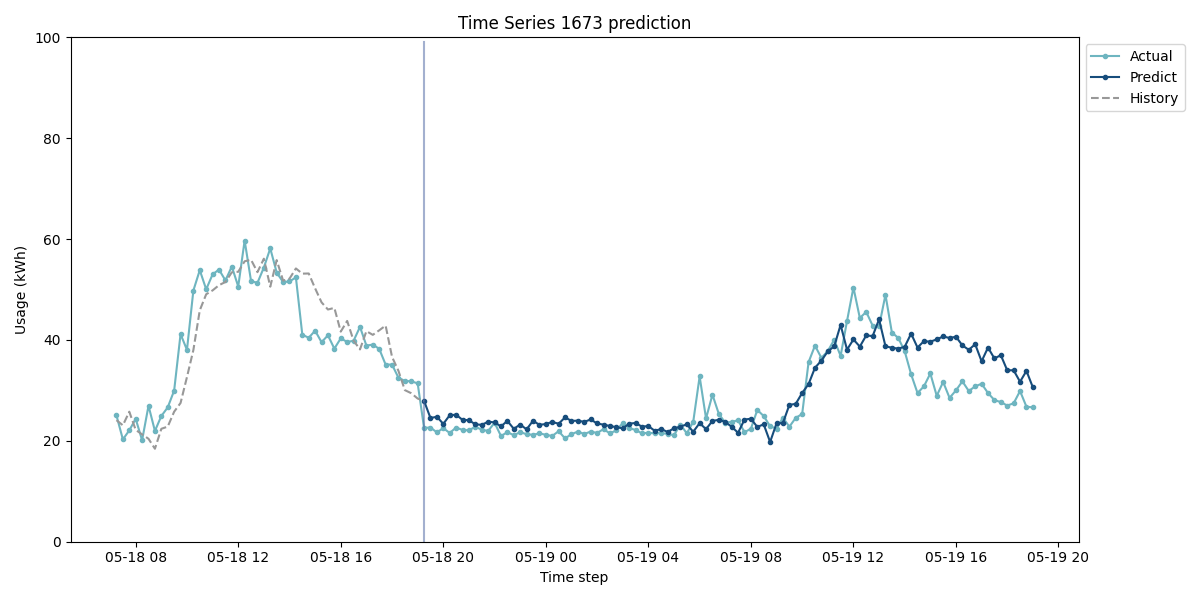 Time Series 1673 prediction
100
80
60
40
20
0
Usage (kWh)
05-18 08
05-18 12
05-18 16
05-18 20
05-19 00
05-19 04
05-19 08
05-19 12
05-19 16
05-19 20
Time step
Actual
Predict
History